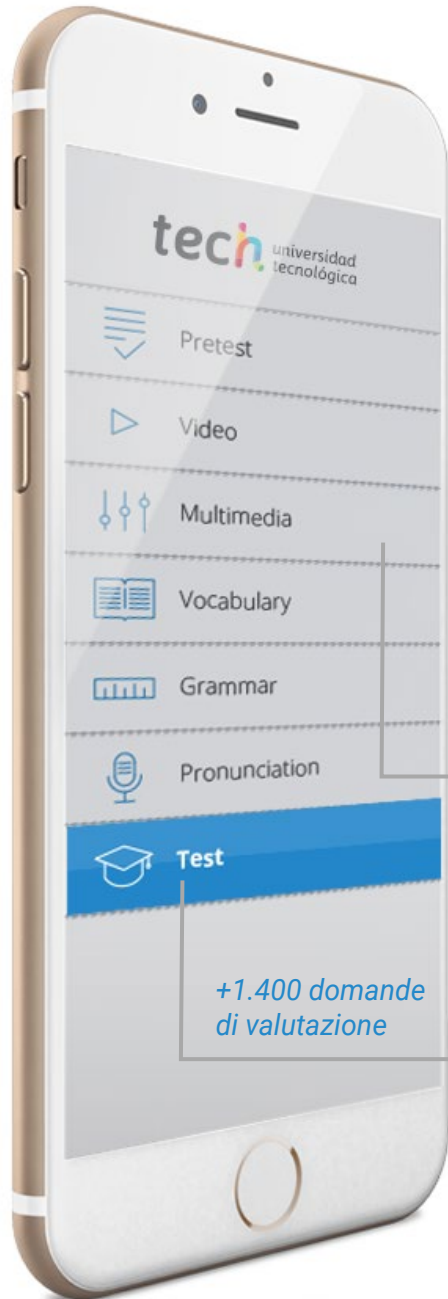 tech universidad
tecnológica
Pretest
Video
Multimedia
Vocabulary
Grammar
Pronunciation
Test
+1.400 domande
di valutazione